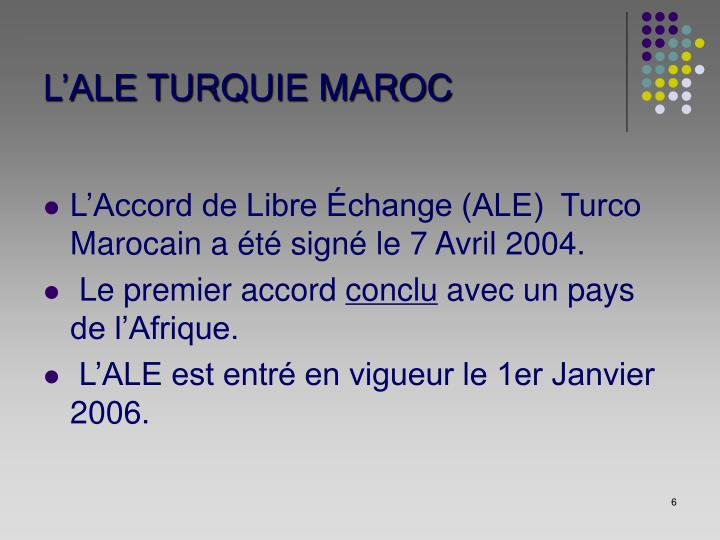 L’ALE TURQUIE MAROC
L’Accord de Libre Échange (ALE)  Turco
Marocain a été signé le 7 Avril 2004.
Le premier accord conclu avec un pays
de l’Afrique.
L’ALE est entré en vigueur le 1er Janvier
2006.
6